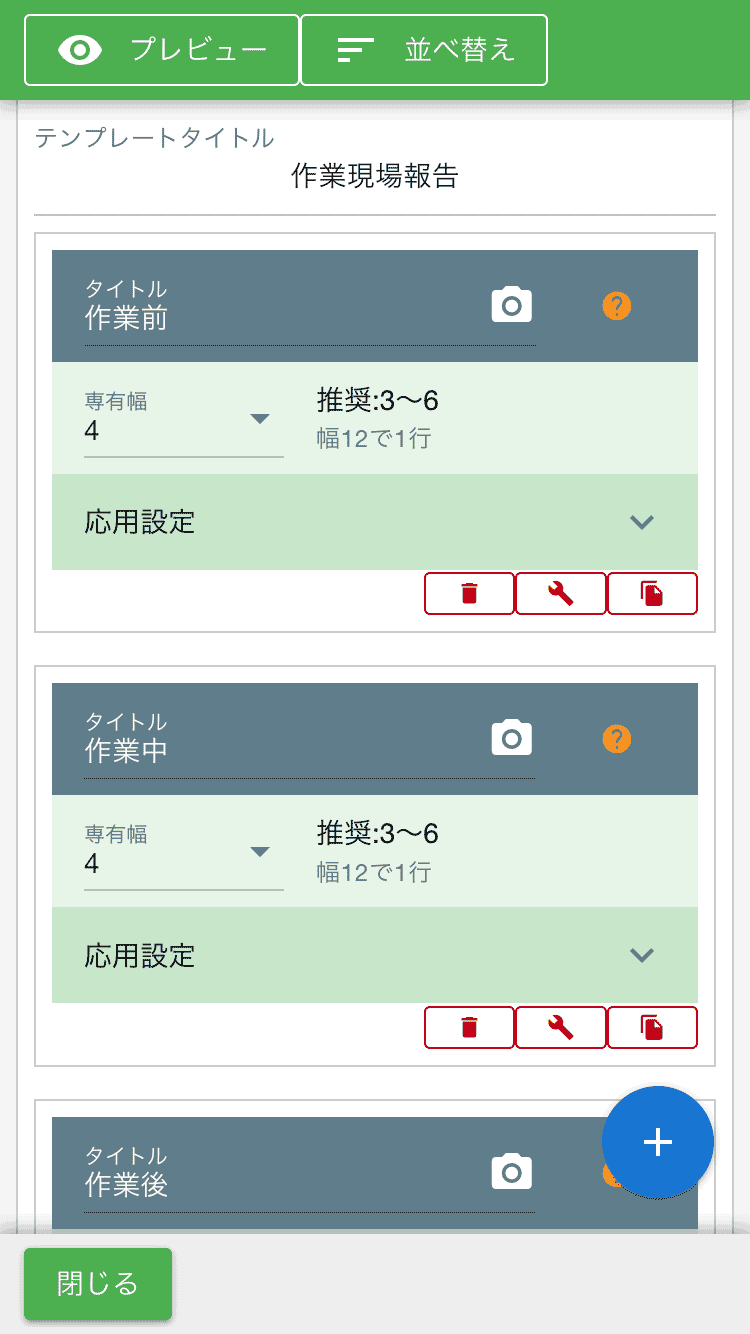 プレビュー
並べ替え
テンプレートタイトル
作業現場報告
タイトル
作業前
専有幅
4
推奨:3〜6
幅12で1行
応用設定
タイトル
作業中
専有幅
4
推奨:3〜6
幅12で1行
応用設定
タイトル
作業後
閉じる